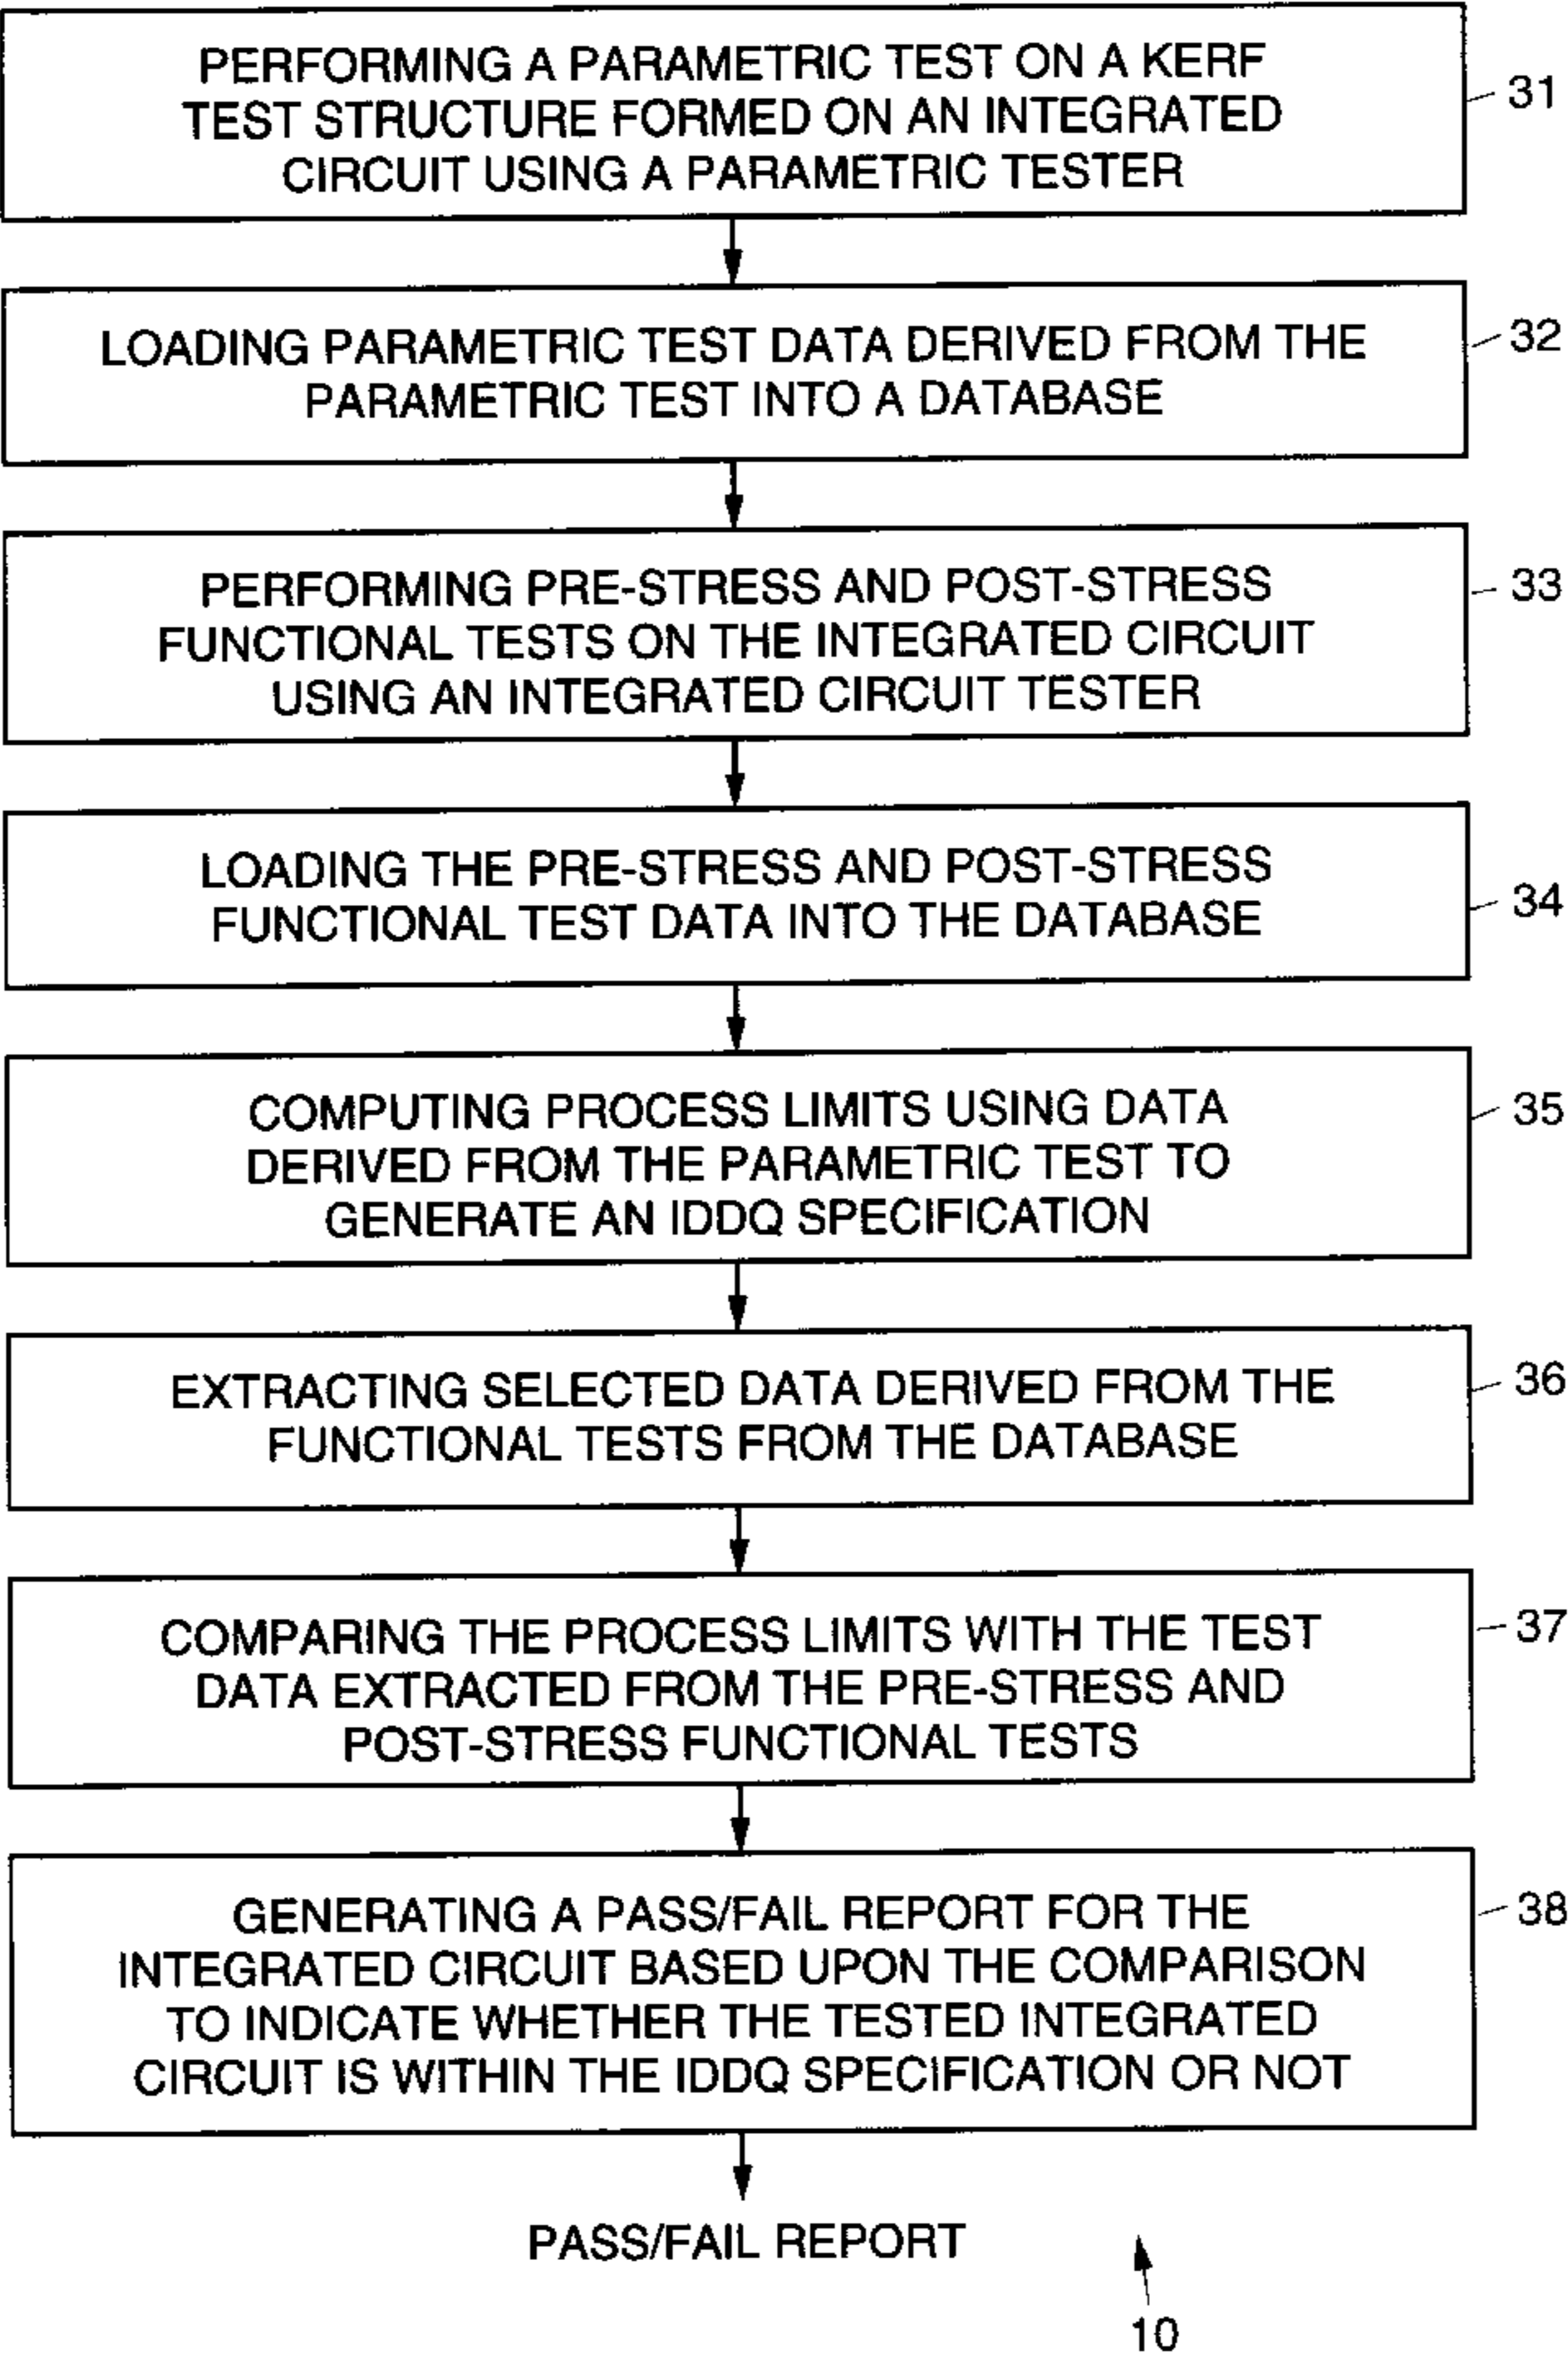 PERFORMING A PARAMETRIC TEST ON A KERF
TEST STRUCTURE FORMED ON AN INTEGRATED
CIRCUIT USING A PARAMETRIC TESTER
31
LOADING PARAMETRIC TEST DATA DERIVED FROM THE
PARAMETRIC TEST INTO A DATABASE
32
PERFORMING PRE-STRESS AND POST-STRESS
FUNCTIONAL TESTS ON THE INTEGRATED CIRCUIT
USING AN INTEGRATED CIRCUIT TESTER
33
LOADING THE PRE-STRESS AND POST-STRESS
FUNCTIONAL TEST DATA INTO THE DATABASE
34
COMPUTING PROCESS LIMITS USING DATA
DERIVED FROM THE PARAMETRIC TEST TO
GENERATE AN IDDQ SPECIFICATION
35
EXTRACTING SELECTED DATA DERIVED FROM THE
FUNCTIONAL TESTS FROM THE DATABASE
36
COMPARING THE PROCESS LIMITS WITH THE TEST
DATA EXTRACTED FROM THE PRE-STRESS AND
POST-STRESS FUNCTIONAL TESTS
37
GENERATING A PASS/FAIL REPORT FOR THE
INTEGRATED CIRCUIT BASED UPON THE COMPARISON
TO INDICATE WHETHER THE TESTED INTEGRATED
CIRCUIT IS WITHIN THE IDDQ SPECIFICATION OR NOT
38
PASS/FAIL REPORT
10